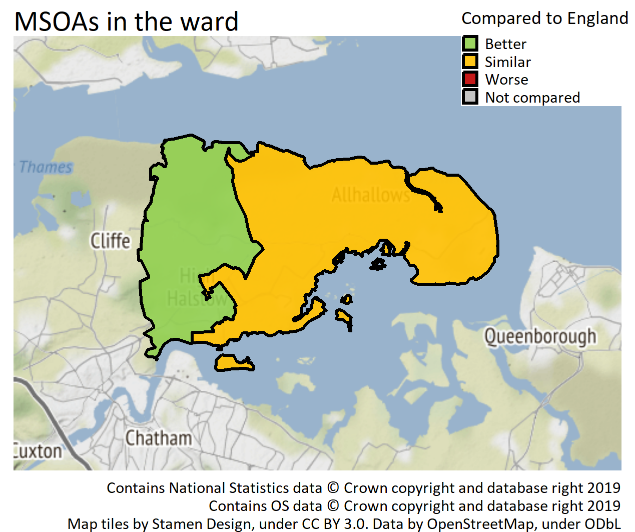 MSOAs in the ward
Compared to England
Better
Similar
Worse
Not compared
Thames
Allhallows
Cliffe
Halstow
Queenborough
Chatham
Contains National Statistics data © Crown copyright and database right 2019
Contains OS data © Crown copyright and database right 2019
Map tiles by Stamen Design, under CC BY 3.0. Data by OpenStreetMap, under ODbL